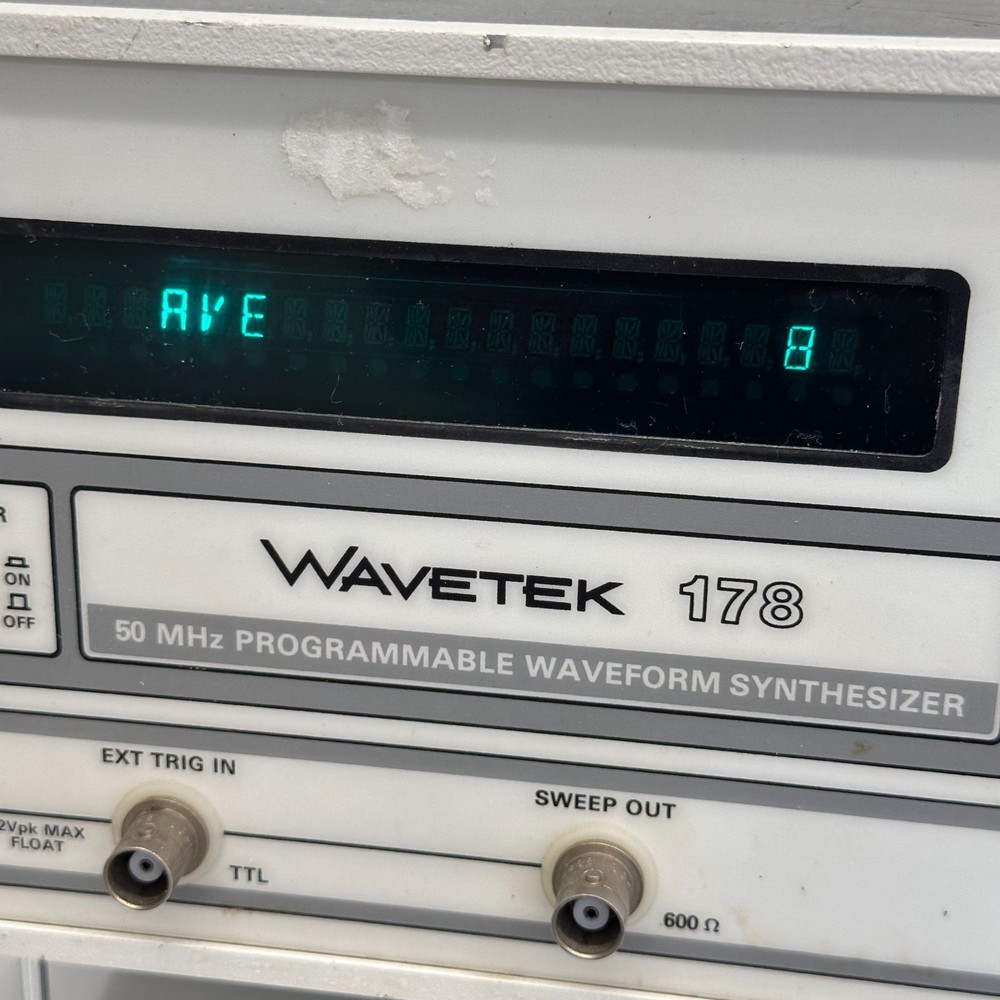 AVE 8
R
ON
OFF
WAVETEK 178
50 MHz PROGRAMMABLE WAVEFORM SYNTHESIZER
EXT TRIG IN
SWEEP OUT
2Vpk MAX
FLOAT
TTL
600 Ω